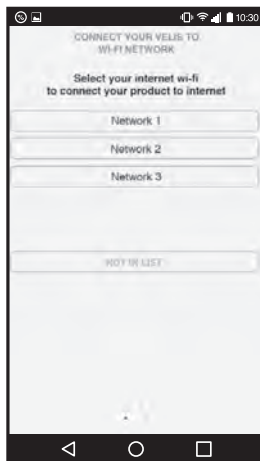 10:30
CONNECT YOUR VELIS TO
WI-FI NETWORK
Select your internet wi-fi
to connect your product to internet
Network 1
Network 2
Network 3
NOT IN LIST